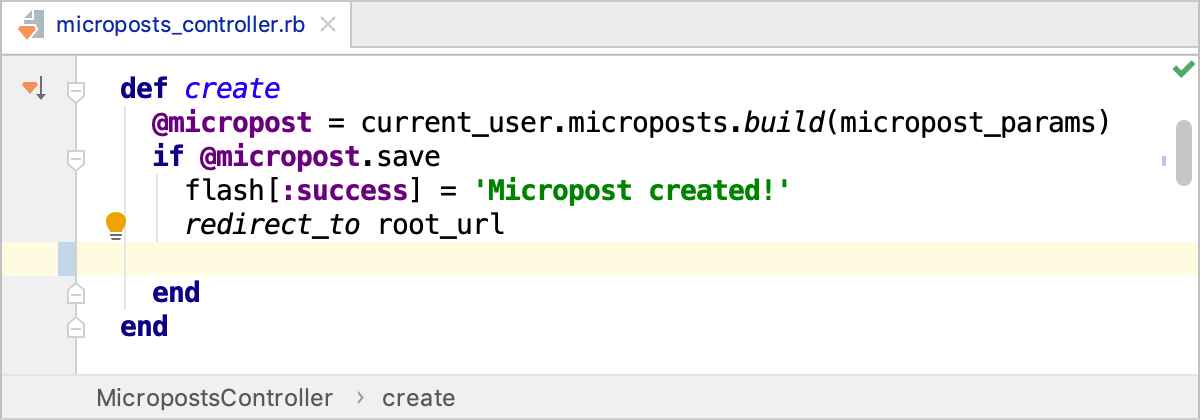 microposts_controller.rb
def create
@micropost = current_user.microposts.build(micropost_params)
if @micropost.save
flash[:success] = 'Micropost created!'
redirect_to root_url
end
end
MicropostsController › create